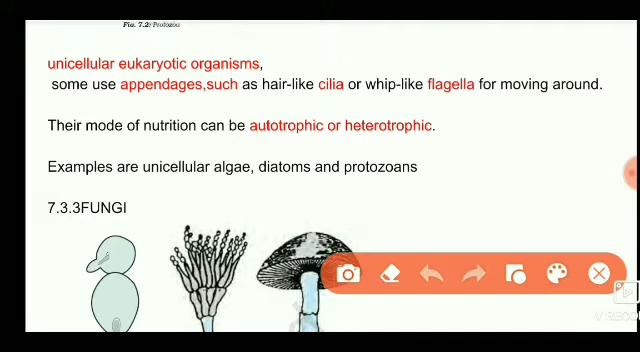 Fig. 7.2: Protozoa
unicellular eukaryotic organisms,
some use appendages,such as hair-like cilia or whip-like flagella for moving around.
Their mode of nutrition can be autotrophic or heterotrophic.
Examples are unicellular algae, diatoms and protozoans
7.3.3FUNGI